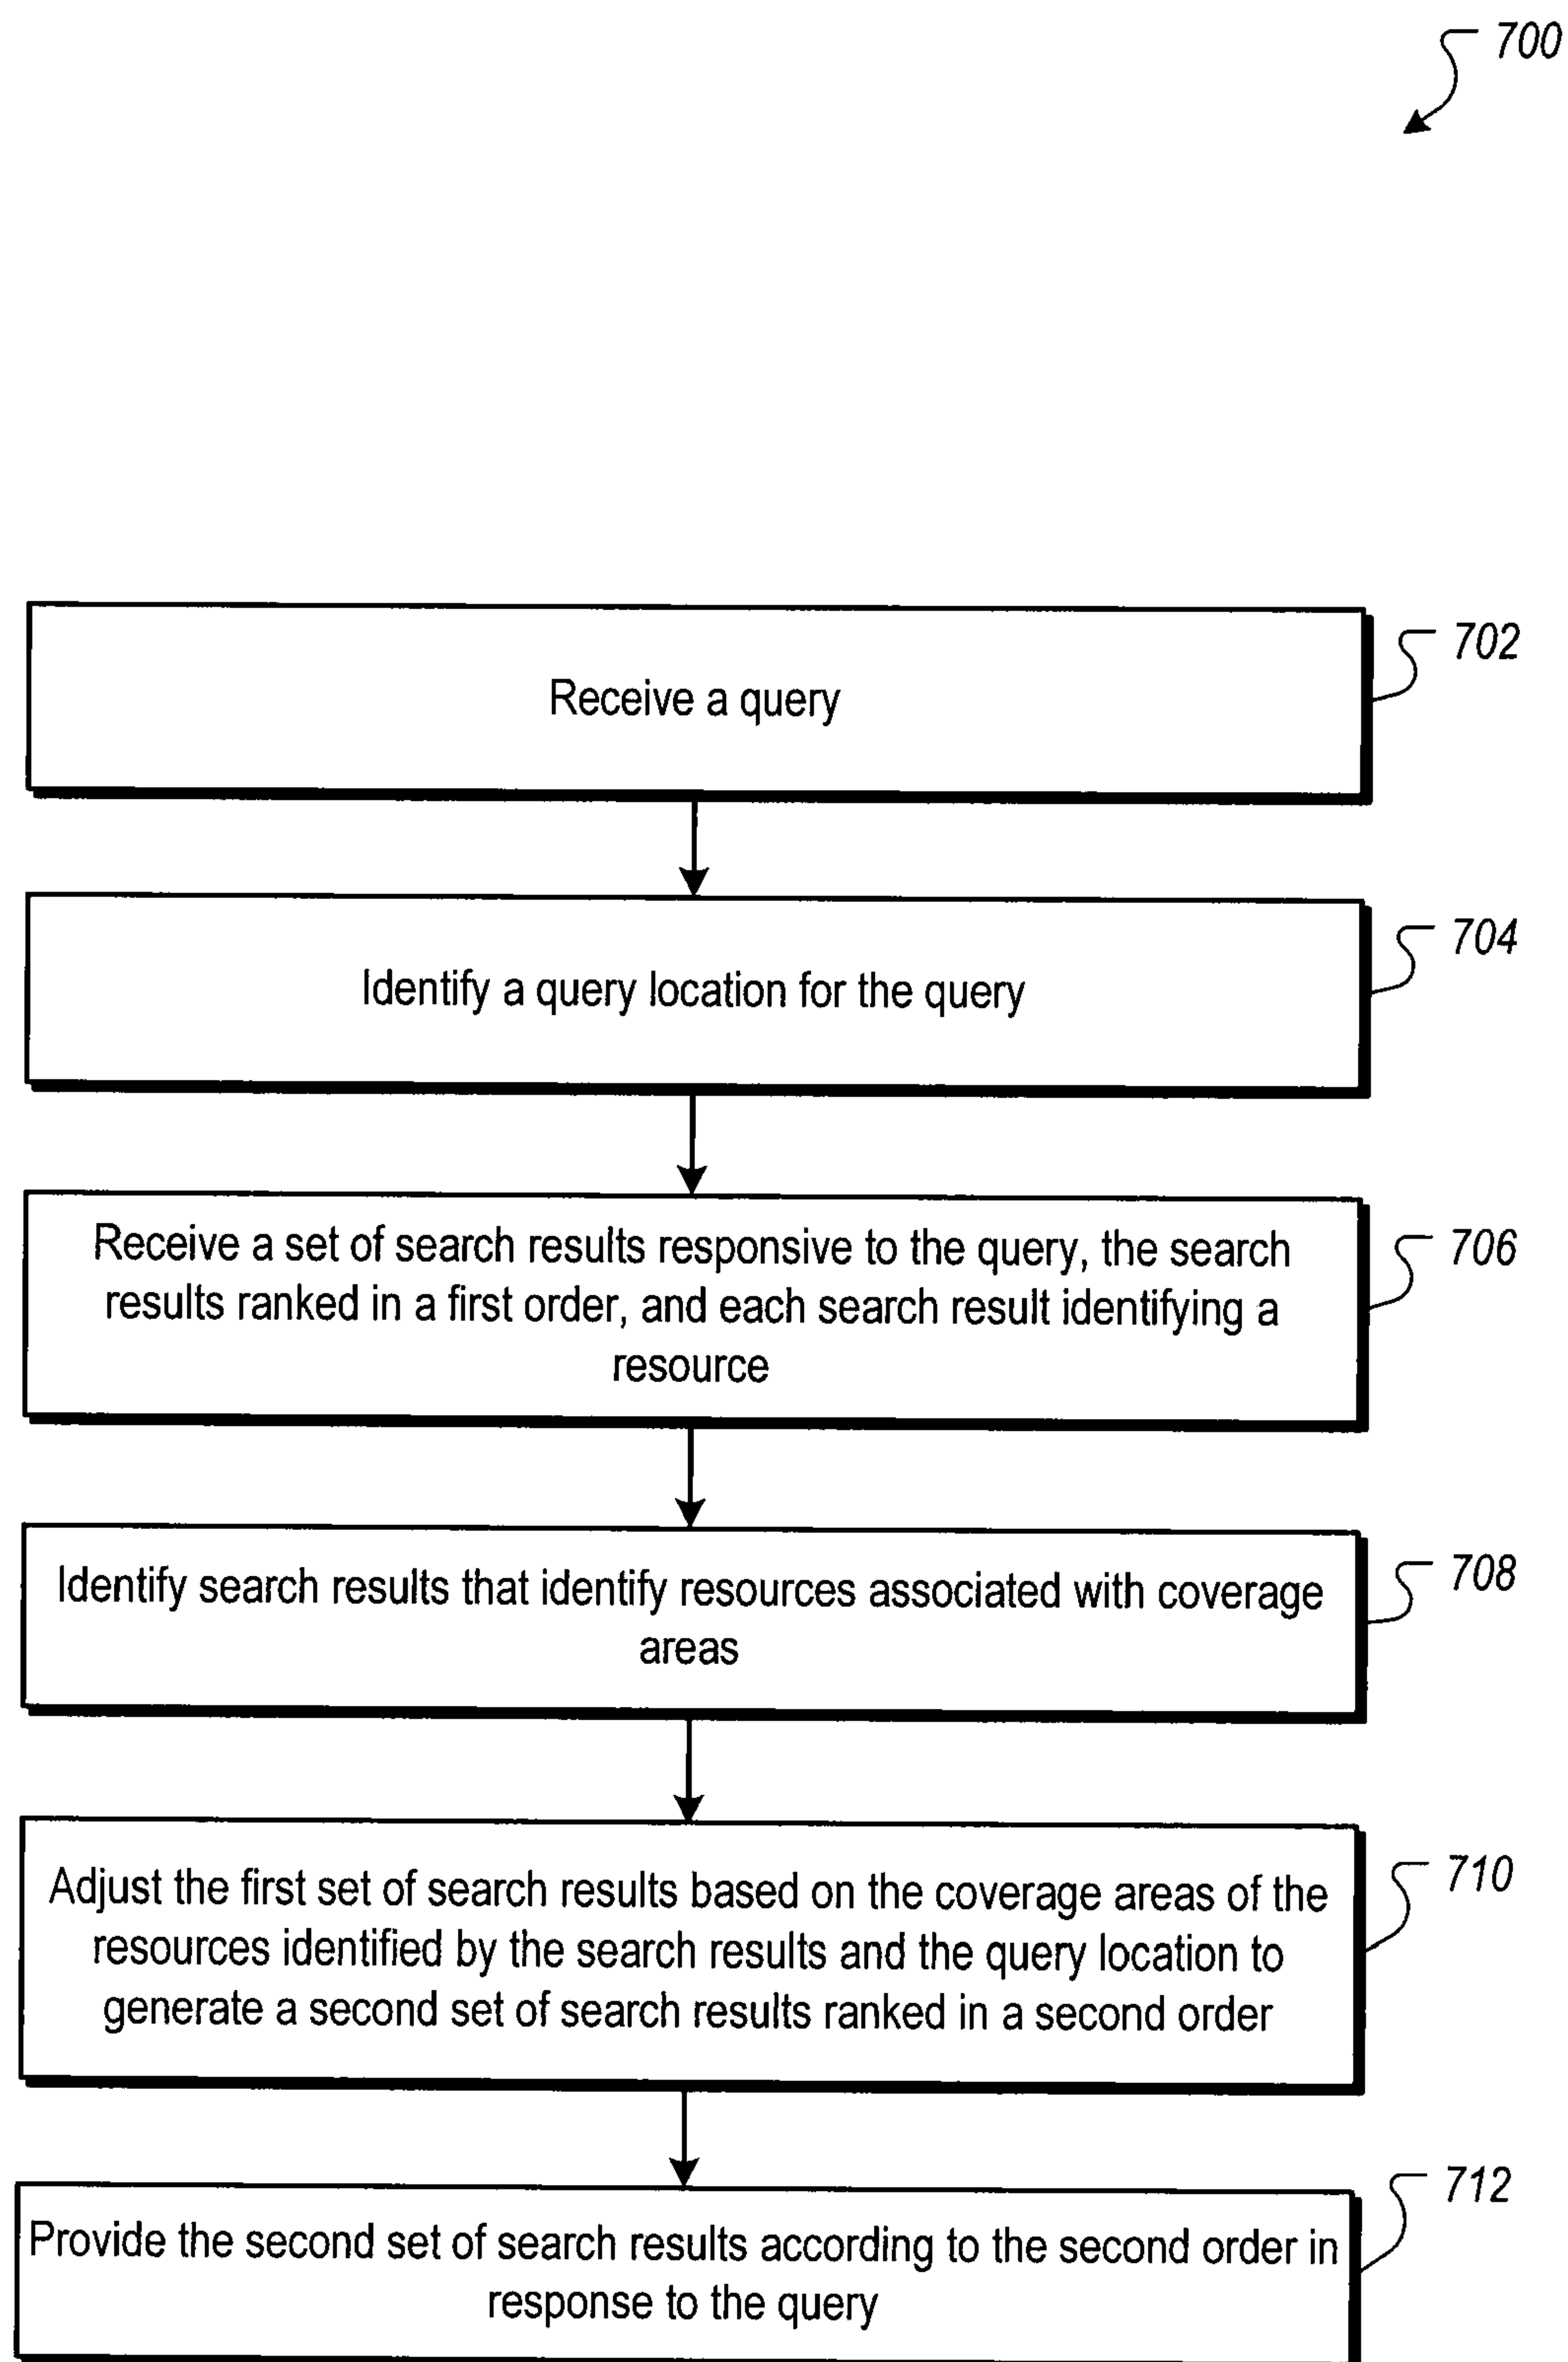 700
Receive a query
702
Identify a query location for the query
704
Receive a set of search results responsive to the query, the search
results ranked in a first order, and each search result identifying a
resource
706
Identify search results that identify resources associated with coverage
areas
708
Adjust the first set of search results based on the coverage areas of the
resources identified by the search results and the query location to
generate a second set of search results ranked in a second order
710
Provide the second set of search results according to the second order in
response to the query
712